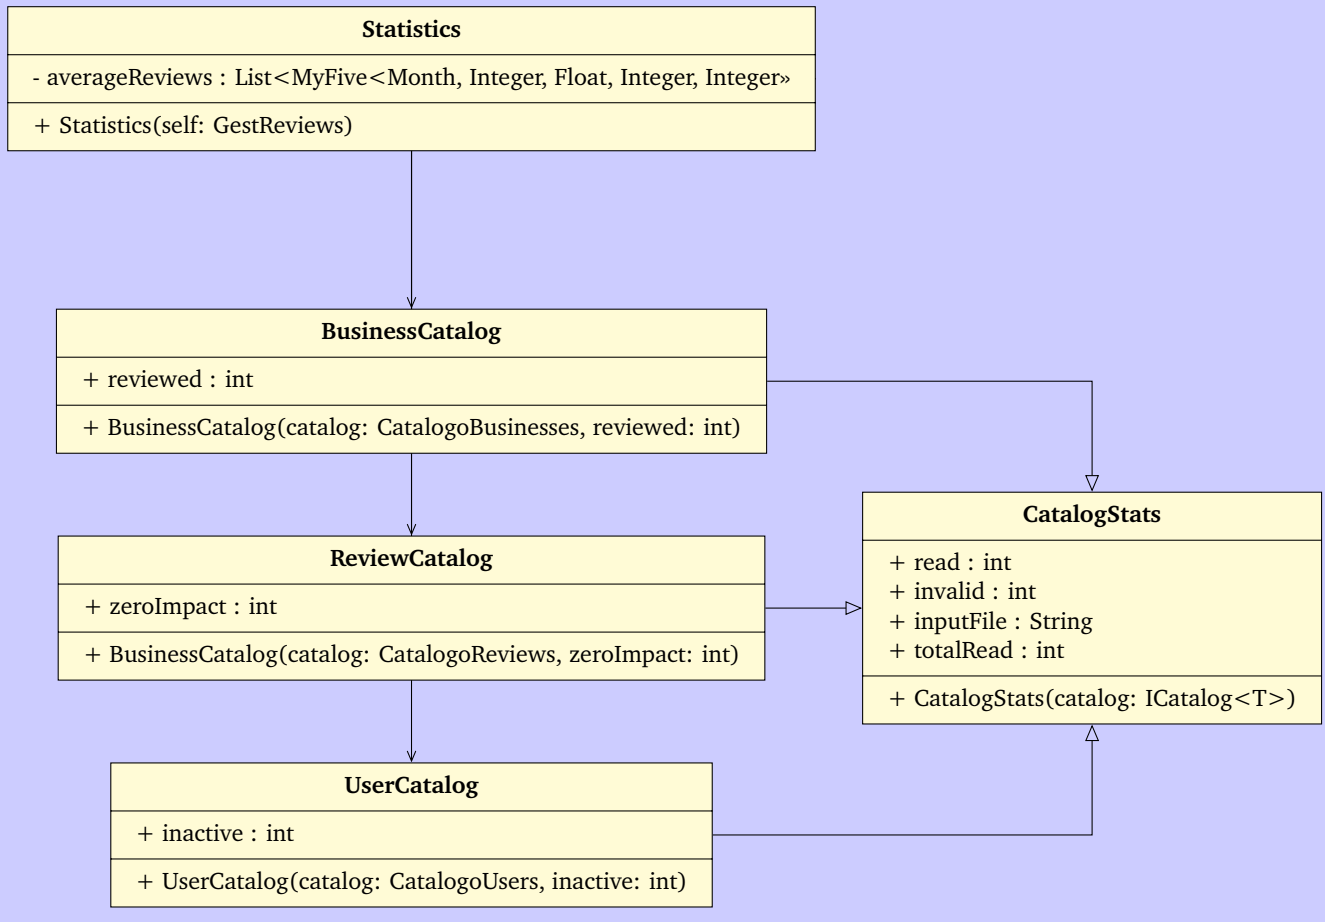 Statistics
- averageReviews : List<MyFive<Month, Integer, Float, Integer, Integer»
+ Statistics(self: GestReviews)
BusinessCatalog
+ reviewed : int
+ BusinessCatalog(catalog: CatalogoBusinesses, reviewed: int)
ReviewCatalog
+ zeroImpact : int
+ BusinessCatalog(catalog: CatalogoReviews, zeroImpact: int)
UserCatalog
+ inactive : int
+ UserCatalog(catalog: CatalogoUsers, inactive: int)
CatalogStats
+ read : int
+ invalid : int
+ inputFile : String
+ totalRead : int
+ CatalogStats(catalog: ICatalog<T>)